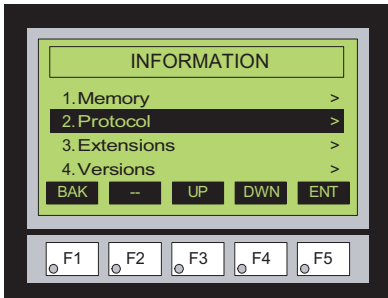 INFORMATION
1.Memory >
2.Protocol >
3.Extensions >
4.Versions >
BAK -- UP DWN ENT
F1 F2 F3 F4 F5